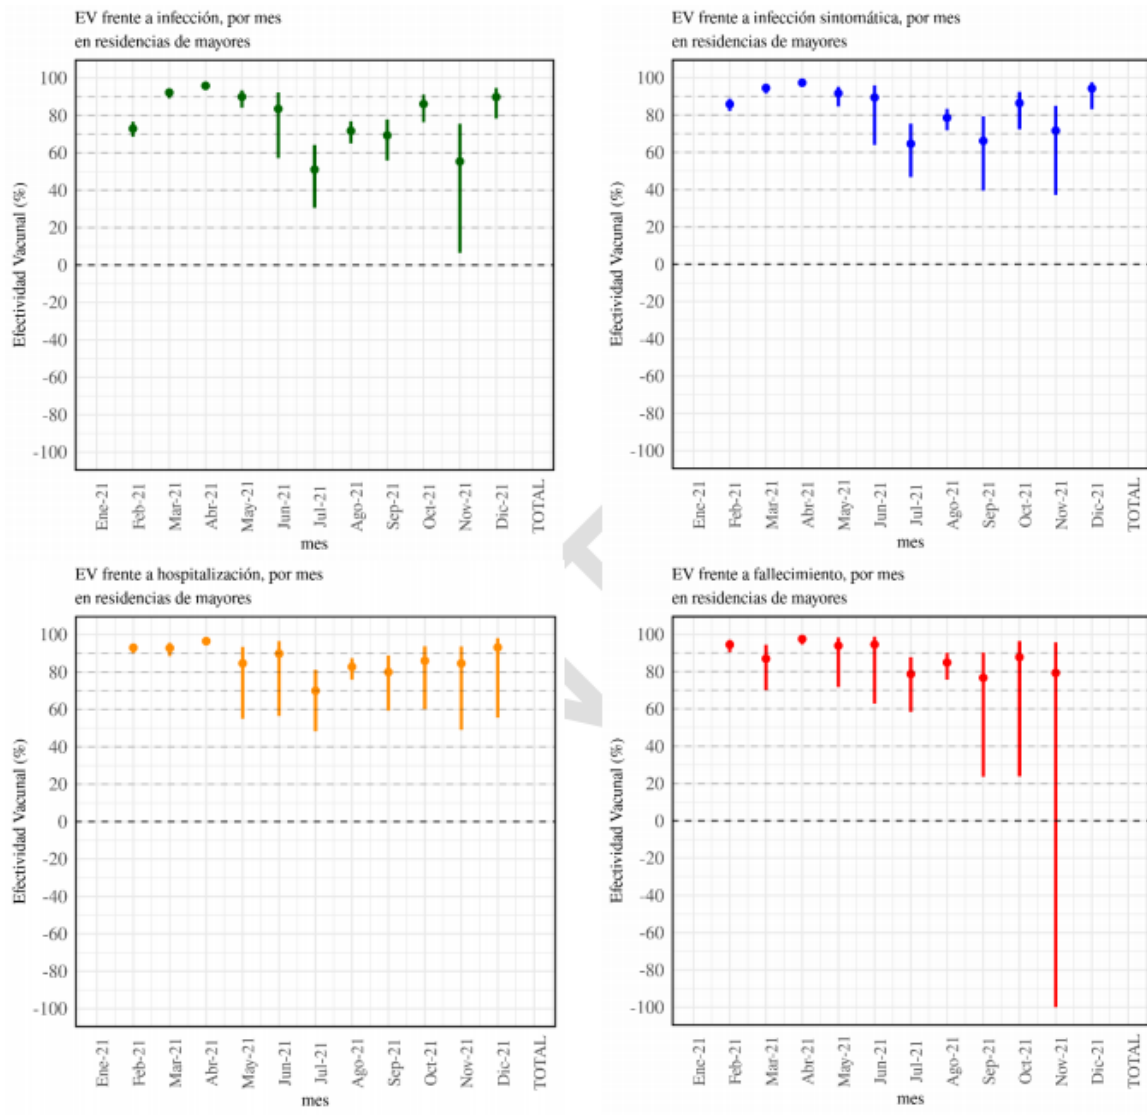 EV frente a infección, por mes
en residencias de mayores
Efectividad Vacunal (%)
100
80
60
40
20
0
-20
-40
-60
-80
-100
Ene-21
Feb-21
Mar-21
Abr-21
May-21
Jun-21
Jul-21
Ago-21
Sep-21
Oct-21
Nov-21
Dic-21
TOTAL
mes
EV frente a infección sintomática, por mes
en residencias de mayores
Efectividad Vacunal (%)
100
80
60
40
20
0
-20
-40
-60
-80
-100
Ene-21
Feb-21
Mar-21
Abr-21
May-21
Jun-21
Jul-21
Ago-21
Sep-21
Oct-21
Nov-21
Dic-21
TOTAL
mes
EV frente a hospitalización, por mes
en residencias de mayores
Efectividad Vacunal (%)
100
80
60
40
20
0
-20
-40
-60
-80
-100
Ene-21
Feb-21
Mar-21
Abr-21
May-21
Jun-21
Jul-21
Ago-21
Sep-21
Oct-21
Nov-21
Dic-21
TOTAL
mes
EV frente a fallecimiento, por mes
en residencias de mayores
Efectividad Vacunal (%)
100
80
60
40
20
0
-20
-40
-60
-80
-100
Ene-21
Feb-21
Mar-21
Abr-21
May-21
Jun-21
Jul-21
Ago-21
Sep-21
Oct-21
Nov-21
Dic-21
TOTAL
mes